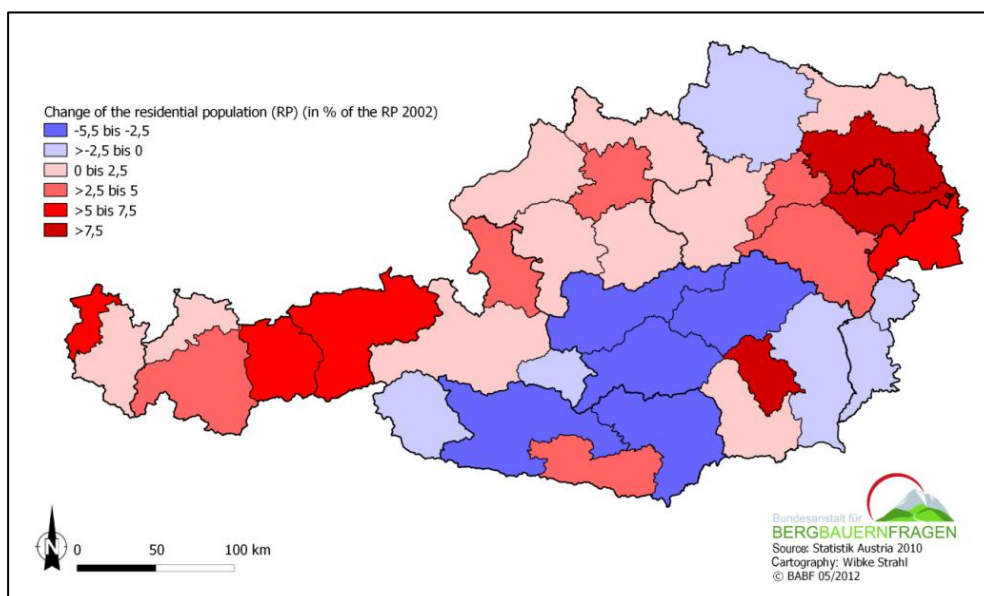 Change of the residential population (RP) (in % of the RP 2002)
-5,5 bis -2,5
>-2,5 bis 0
0 bis 2,5
>2,5 bis 5
>5 bis 7,5
>7,5
N
0 50 100 km
Bundesanstalt für
BERGBAUERNFRAGEN
Source: Statistik Austria 2010
Cartography: Wibke Strahl
© BABF 05/2012